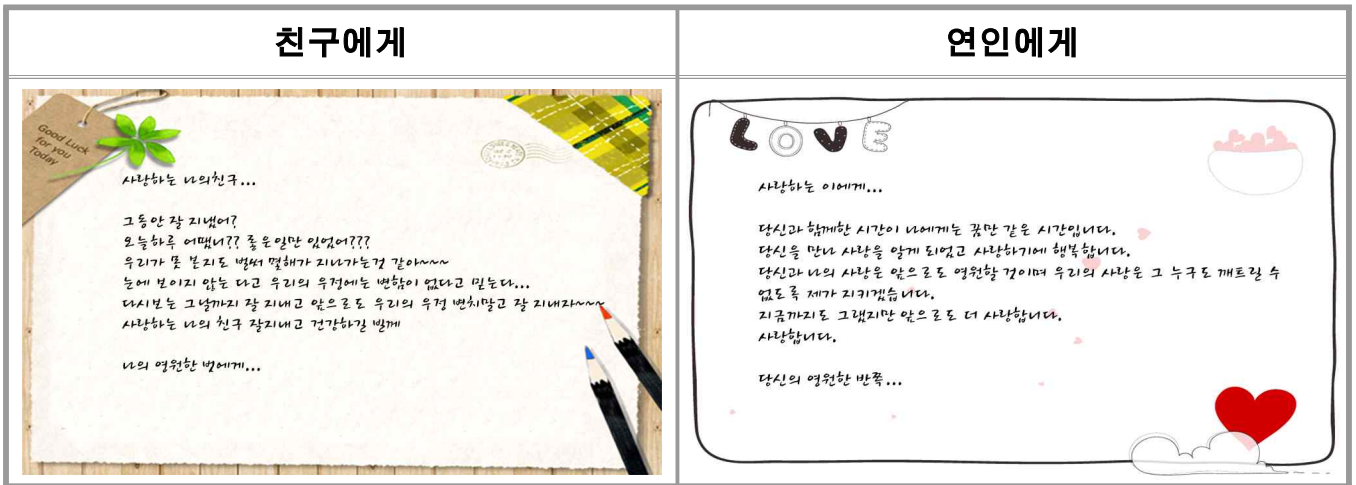 친구에게
연인에게
Good Luck
for you
Today
사랑하는 나의친구...
그동안 잘 지냈어?
오늘하루 어땠니?? 좋은일만 있었어???
우리가 못 본지도 벌써 몇해가 지나가는것 같아~~~
눈에 보이지 않는 다고 우리의 우정에는 변함이 없다고 믿는다...
다시보는 그날까지 잘 지내고 앞으로도 우리의 우정 변치말고 잘 지내자~~~
사랑하는 나의 친구 잘지내고 건강하길 빌께
나의 영원한 벗에게...
LOVE
사랑하는 이에게...
당신과 함께한 시간이 나에게는 꿈만 같은 시간입니다.
당신을 만나 사랑을 알게 되었고 사랑하기에 행복합니다.
당신과 나의 사랑은 앞으로도 영원할 것이며 우리의 사랑은 그 누구도 깨트릴 수
없도록 제가 지키겠습니다.
지금까지도 그랬지만 앞으로도 더 사랑합니다.
사랑합니다.
당신의 영원한 반쪽...